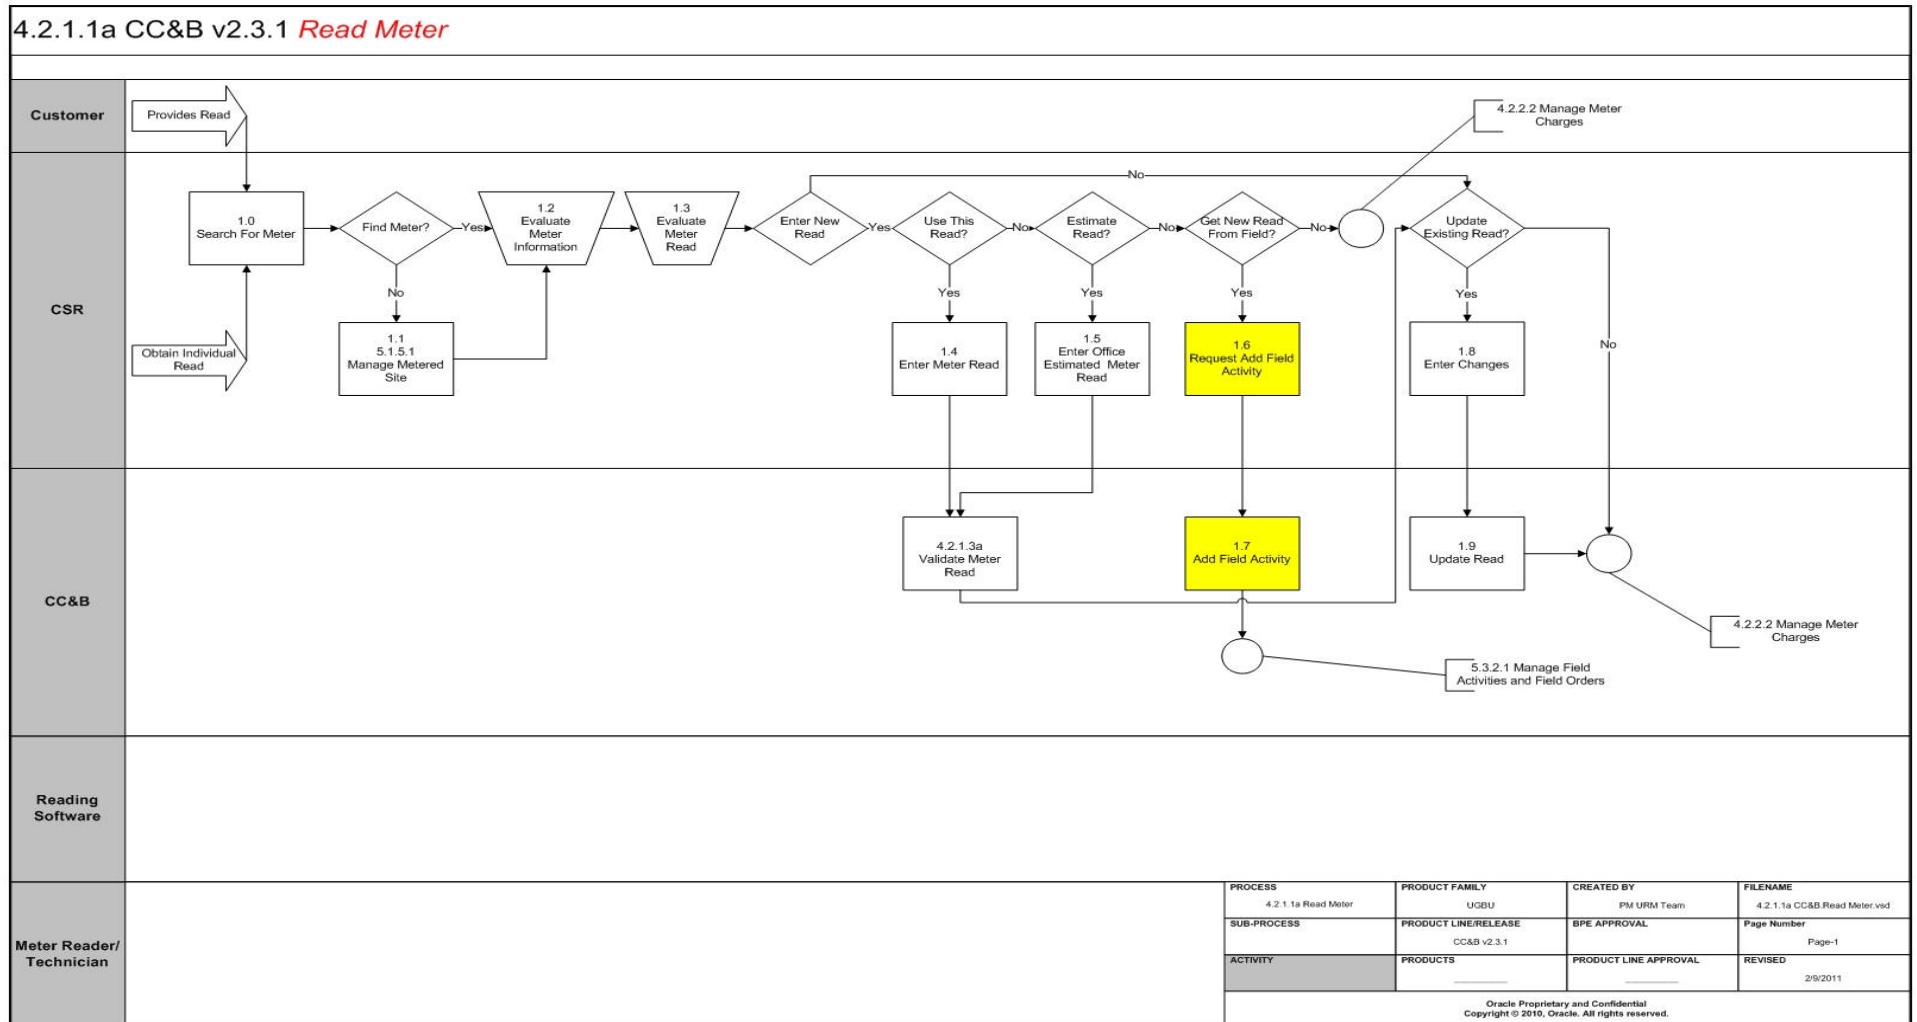 4.2.1.1a CC&B v2.3.1 Read Meter
Customer
Provides Read
4.2.2.2 Manage Meter
Charges
CSR
1.0
Search For Meter
Find Meter?
Yes
No
1.1
5.1.5.1
Manage Metered
Site
Obtain Individual
Read
1.2
Evaluate
Meter
Information
1.3
Evaluate
Meter
Read
Enter New
Read
No
Yes
Use This
Read?
No
Yes
1.4
Enter Meter Read
Estimate
Read?
No
Yes
1.5
Enter Office
Estimated Meter
Read
Get New Read
From Field?
No
Yes
1.6
Request Add Field
Activity
Update
Existing Read?
Yes
No
1.8
Enter Changes
CC&B
4.2.1.3a
Validate Meter
Read
1.7
Add Field Activity
1.9
Update Read
4.2.2.2 Manage Meter
Charges
5.3.2.1 Manage Field
Activities and Field Orders
Reading
Software
Meter Reader/
Technician
PROCESS
4.2.1.1a Read Meter
PRODUCT FAMILY
UGBU
CREATED BY
PM URM Team
FILENAME
4.2.1.1a CC&B.Read Meter.vsd
SUB-PROCESS
PRODUCT LINE/RELEASE
CC&B v2.3.1
BPE APPROVAL
Page Number
Page-1
ACTIVITY
PRODUCTS
PRODUCT LINE APPROVAL
REVISED
2/9/2011
Oracle Proprietary and Confidential
Copyright © 2010, Oracle. All rights reserved.